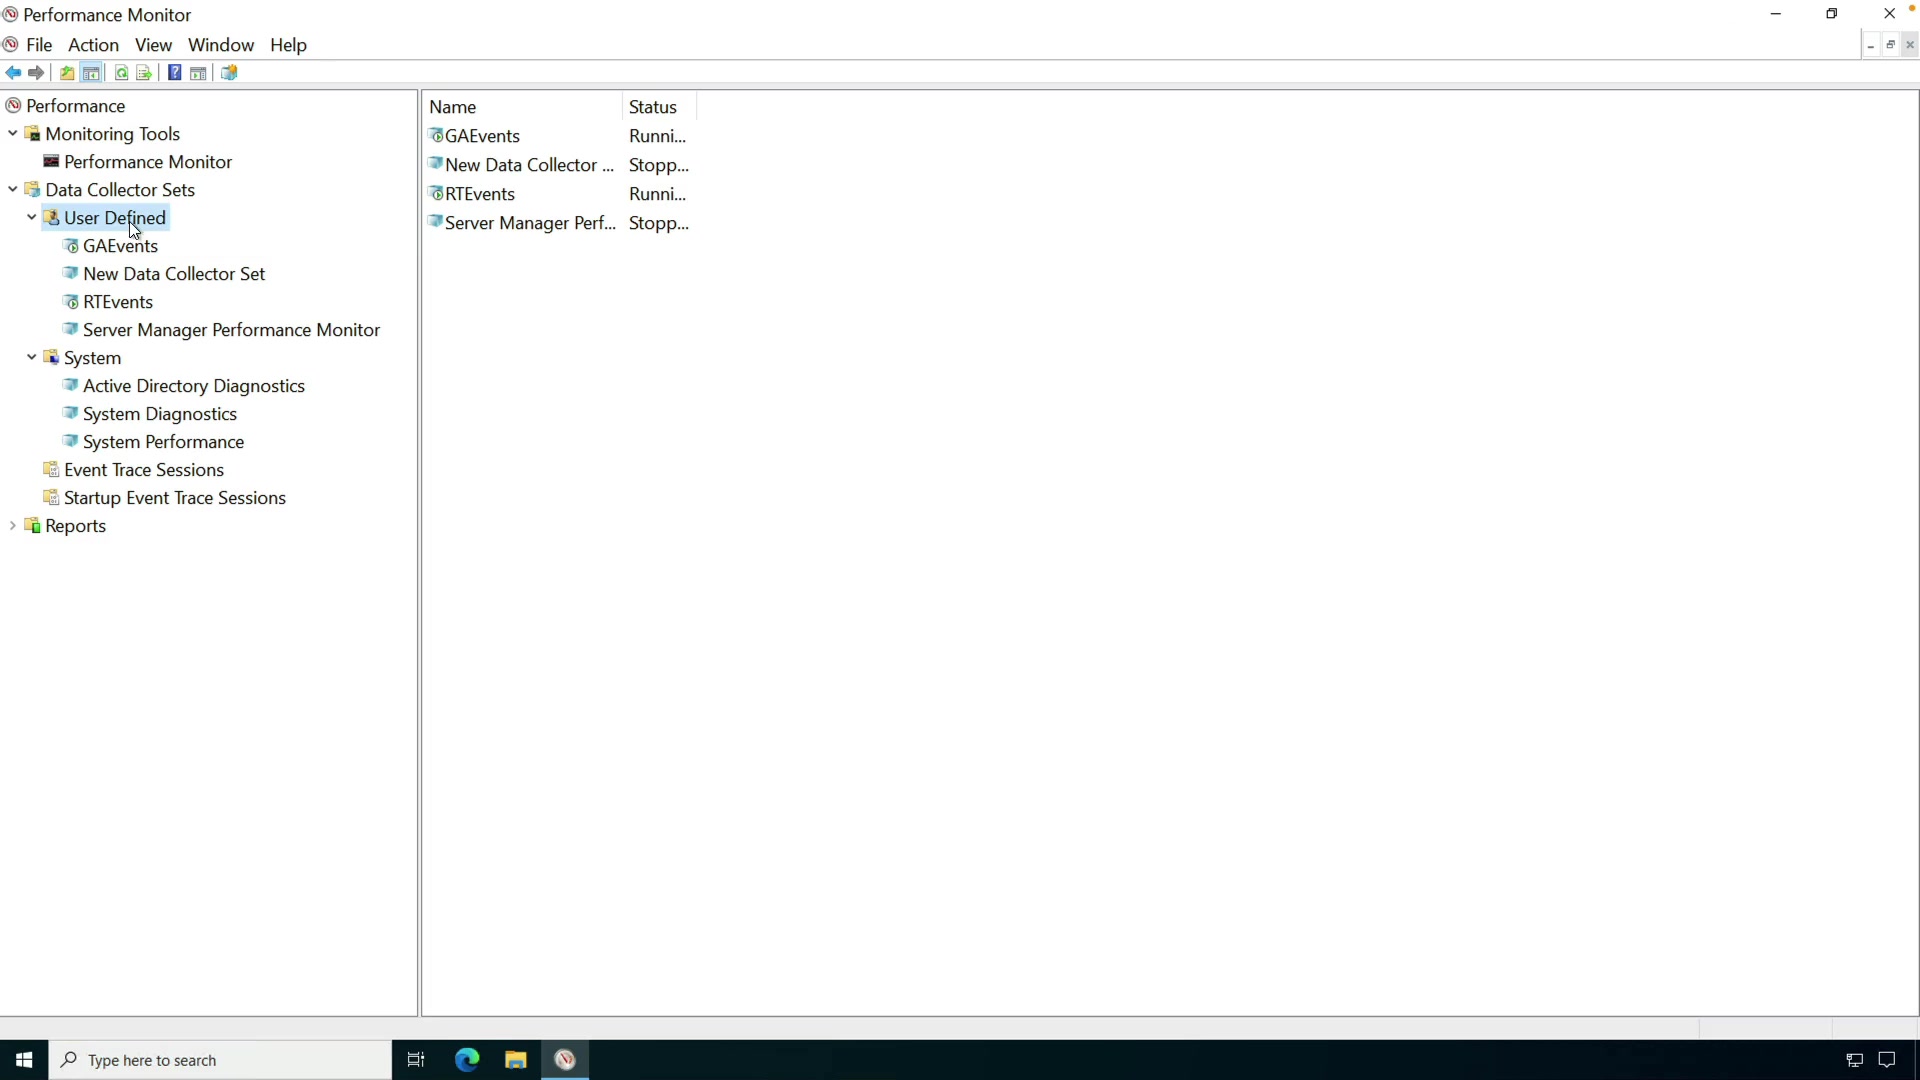 Performance Monitor
File Action View Window Help
Performance
Monitoring Tools
Performance Monitor
Data Collector Sets
User Defined
GAEvents
New Data Collector Set
RTEvents
Server Manager Performance Monitor
System
Active Directory Diagnostics
System Diagnostics
System Performance
Event Trace Sessions
Startup Event Trace Sessions
Reports
Name Status
GAEvents Runni...
New Data Collector ... Stopp...
RTEvents Runni...
Server Manager Perf... Stopp...
Type here to search